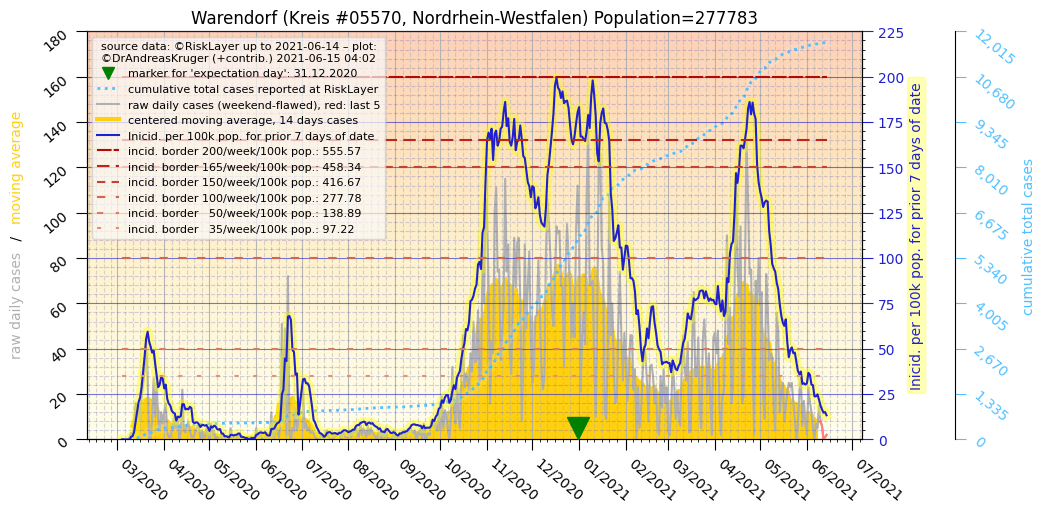 Warendorf (Kreis #05570, Nordrhein-Westfalen) Population=277783
source data: ©RiskLayer up to 2021-06-14 – plot:
©DrAndreasKruger (+contrib.) 2021-06-15 04:02
marker for 'expectation day': 31.12.2020
cumulative total cases reported at RiskLayer
raw daily cases (weekend-flawed), red: last 5
centered moving average, 14 days cases
Inicid. per 100k pop. for prior 7 days of date
incid. border 200/week/100k pop.: 555.57
incid. border 165/week/100k pop.: 458.34
incid. border 150/week/100k pop.: 416.67
incid. border 100/week/100k pop.: 277.78
incid. border 50/week/100k pop.: 138.89
incid. border 35/week/100k pop.: 97.22
raw daily cases / moving average
180
160
140
120
100
80
60
40
20
0
225
200
175
150
125
100
75
50
25
0
Inicid. per 100k pop. for prior 7 days of date
12,015
10,680
9,345
8,010
6,675
5,340
4,005
2,670
1,335
0
cumulative total cases
03/2020
04/2020
05/2020
06/2020
07/2020
08/2020
09/2020
10/2020
11/2020
12/2020
01/2021
02/2021
03/2021
04/2021
05/2021
06/2021
07/2021